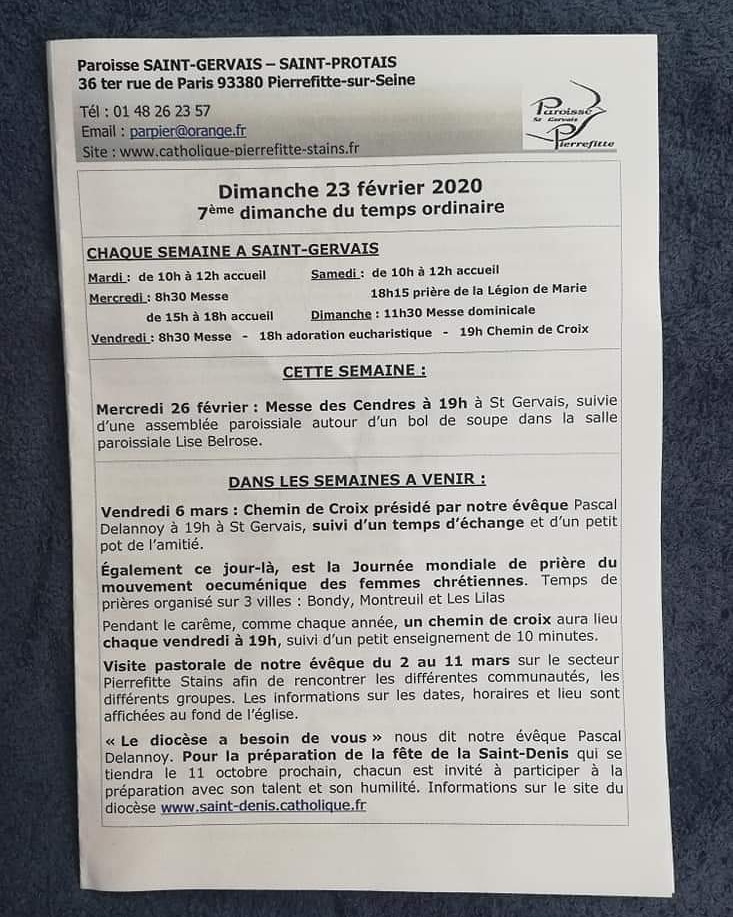 Paroisse SAINT-GERVAIS – SAINT-PROTAIS
36 ter rue de Paris 93380 Pierrefitte-sur-Seine
Tél : 01 48 26 23 57
Email : parpier@orange.fr
Site : www.catholique-pierrefitte-stains.fr
Paroisse
St Gervais
Pierrefitte
Dimanche 23 février 2020
7ème dimanche du temps ordinaire
CHAQUE SEMAINE A SAINT-GERVAIS
Mardi : de 10h à 12h accueil
Mercredi : 8h30 Messe
de 15h à 18h accueil
Samedi : de 10h à 12h accueil
18h15 prière de la Légion de Marie
Dimanche : 11h30 Messe dominicale
Vendredi : 8h30 Messe - 18h adoration eucharistique - 19h Chemin de Croix
CETTE SEMAINE :
Mercredi 26 février : Messe des Cendres à 19h à St Gervais, suivie
d'une assemblée paroissiale autour d'un bol de soupe dans la salle
paroissiale Lise Belrose.
DANS LES SEMAINES A VENIR :
Vendredi 6 mars : Chemin de Croix présidé par notre évêque Pascal
Delannoy à 19h à St Gervais, suivi d'un temps d'échange et d'un petit
pot de l'amitié.
Également ce jour-là, est la Journée mondiale de prière du
mouvement oecuménique des femmes chrétiennes. Temps de
prières organisé sur 3 villes : Bondy, Montreuil et Les Lilas
Pendant le carême, comme chaque année, un chemin de croix aura lieu
chaque vendredi à 19h, suivi d'un petit enseignement de 10 minutes.
Visite pastorale de notre évêque du 2 au 11 mars sur le secteur
Pierrefitte Stains afin de rencontrer les différentes communautés, les
différents groupes. Les informations sur les dates, horaires et lieu sont
affichées au fond de l'église.
« Le diocèse a besoin de vous » nous dit notre évêque Pascal
Delannoy. Pour la préparation de la fête de la Saint-Denis qui se
tiendra le 11 octobre prochain, chacun est invité à participer à la
préparation avec son talent et son humilité. Informations sur le site du
diocèse www.saint-denis.catholique.fr